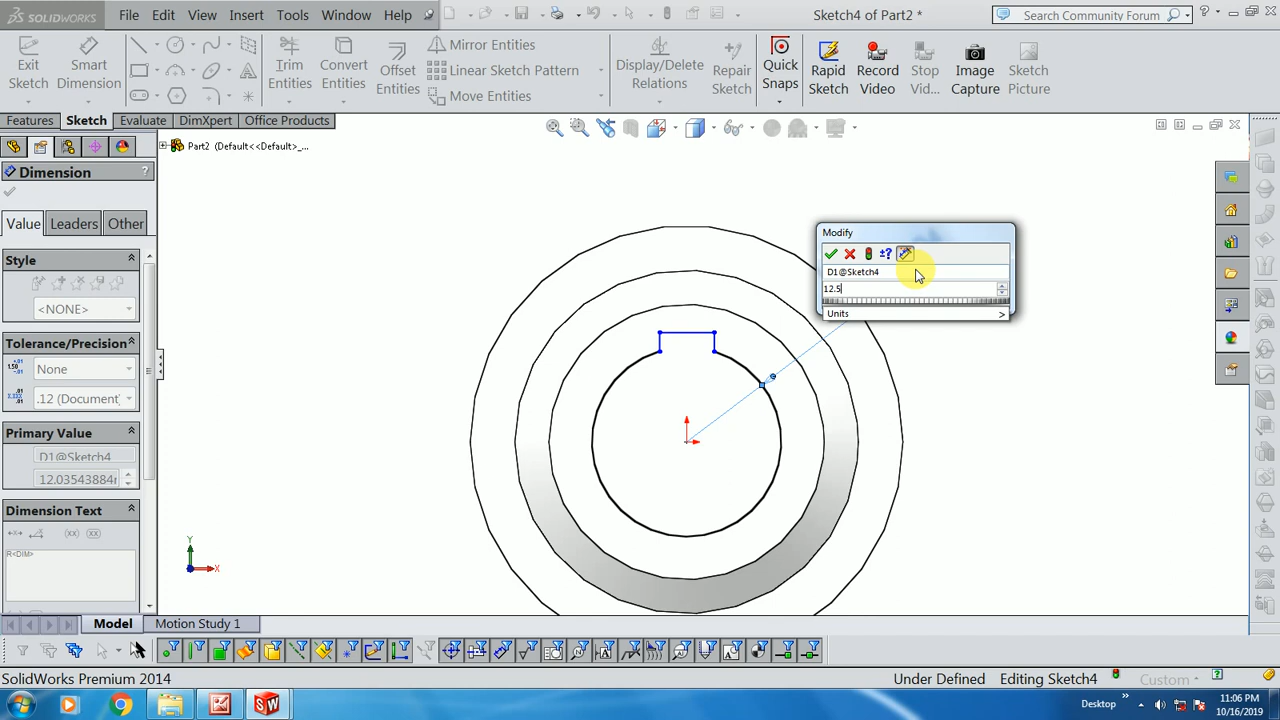 SOLIDWORKS File Edit View Insert Tools Window Help Sketch4 of Part2 * Search Community Forum ?
Exit Sketch
Smart Dimension
Trim Entities
Convert Entities
Offset Entities
Mirror Entities
Linear Sketch Pattern
Move Entities
Display/Delete Relations
Repair Sketch
Quick Snaps
Rapid Sketch
Record Video
Stop Vid...
Image Capture
Sketch Picture
Features Sketch Evaluate DimXpert Office Products
Part2 (Default<<Default>_...
Dimension ?
Value Leaders Other
Style
<NONE>
Tolerance/Precision
None
.12 (Document)
Primary Value
D1@Sketch4
12.03543884r
Dimension Text
R<DIM>
Modify
D1@Sketch4
12.5
Units >
Y
X
Model Motion Study 1
SolidWorks Premium 2014 Under Defined Editing Sketch4 Custom
Desktop » 11:06 PM
10/16/2019